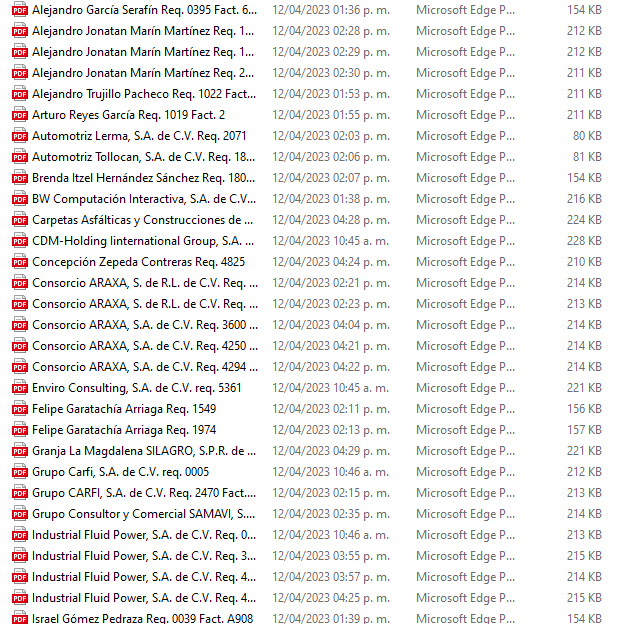 Alejandro García Serafín Req. 0395 Fact. 6... 12/04/2023 01:36 p. m. Microsoft Edge P... 154 KB
Alejandro Jonatan Marín Martínez Req. 1... 12/04/2023 02:28 p. m. Microsoft Edge P... 212 KB
Alejandro Jonatan Marín Martínez Req. 1... 12/04/2023 02:29 p. m. Microsoft Edge P... 212 KB
Alejandro Jonatan Marín Martínez Req. 2... 12/04/2023 02:30 p. m. Microsoft Edge P... 211 KB
Alejandro Trujillo Pacheco Req. 1022 Fact... 12/04/2023 01:53 p. m. Microsoft Edge P... 211 KB
Arturo Reyes García Req. 1019 Fact. 2 12/04/2023 01:55 p. m. Microsoft Edge P... 211 KB
Automotriz Lerma, S.A. de C.V. Req. 2071 12/04/2023 02:03 p. m. Microsoft Edge P... 80 KB
Automotriz Tollocan, S.A. de C.V. Req. 18... 12/04/2023 02:06 p. m. Microsoft Edge P... 81 KB
Brenda Itzel Hernández Sánchez Req. 180... 12/04/2023 02:07 p. m. Microsoft Edge P... 154 KB
BW Computación Interactiva, S.A. de C.V... 12/04/2023 01:38 p. m. Microsoft Edge P... 216 KB
Carpetas Asfálticas y Construcciones de ... 12/04/2023 04:28 p. m. Microsoft Edge P... 224 KB
CDM-Holding Iinternational Group, S.A. ... 12/04/2023 10:45 a. m. Microsoft Edge P... 228 KB
Concepción Zepeda Contreras Req. 4825 12/04/2023 04:24 p. m. Microsoft Edge P... 210 KB
Consorcio ARAXA, S. de R.L. de C.V. Req. ... 12/04/2023 02:21 p. m. Microsoft Edge P... 214 KB
Consorcio ARAXA, S. de R.L. de C.V. Req. ... 12/04/2023 02:23 p. m. Microsoft Edge P... 213 KB
Consorcio ARAXA, S.A. de C.V. Req. 3600 ... 12/04/2023 04:04 p. m. Microsoft Edge P... 214 KB
Consorcio ARAXA, S.A. de C.V. Req. 4250 ... 12/04/2023 04:21 p. m. Microsoft Edge P... 214 KB
Consorcio ARAXA, S.A. de C.V. Req. 4294 ... 12/04/2023 04:22 p. m. Microsoft Edge P... 214 KB
Enviro Consulting, S.A. de C.V. req. 5361 12/04/2023 10:45 a. m. Microsoft Edge P... 221 KB
Felipe Garatachía Arriaga Req. 1549 12/04/2023 02:11 p. m. Microsoft Edge P... 156 KB
Felipe Garatachía Arriaga Req. 1974 12/04/2023 02:13 p. m. Microsoft Edge P... 157 KB
Granja La Magdalena SILAGRO, S.P.R. de ... 12/04/2023 04:29 p. m. Microsoft Edge P... 221 KB
Grupo Carfi, S.A. de C.V. req. 0005 12/04/2023 10:46 a. m. Microsoft Edge P... 212 KB
Grupo CARFI, S.A. de C.V. Req. 2470 Fact.... 12/04/2023 02:15 p. m. Microsoft Edge P... 213 KB
Grupo Consultor y Comercial SAMAVI, S.... 12/04/2023 02:35 p. m. Microsoft Edge P... 214 KB
Industrial Fluid Power, S.A. de C.V. Req. 0... 12/04/2023 10:46 a. m. Microsoft Edge P... 213 KB
Industrial Fluid Power, S.A. de C.V. Req. 3... 12/04/2023 03:55 p. m. Microsoft Edge P... 215 KB
Industrial Fluid Power, S.A. de C.V. Req. 4... 12/04/2023 03:57 p. m. Microsoft Edge P... 214 KB
Industrial Fluid Power, S.A. de C.V. Req. 4... 12/04/2023 04:25 p. m. Microsoft Edge P... 215 KB
Israel Gómez Pedraza Req. 0039 Fact. A908 12/04/2023 01:39 p. m. Microsoft Edge P... 154 KB